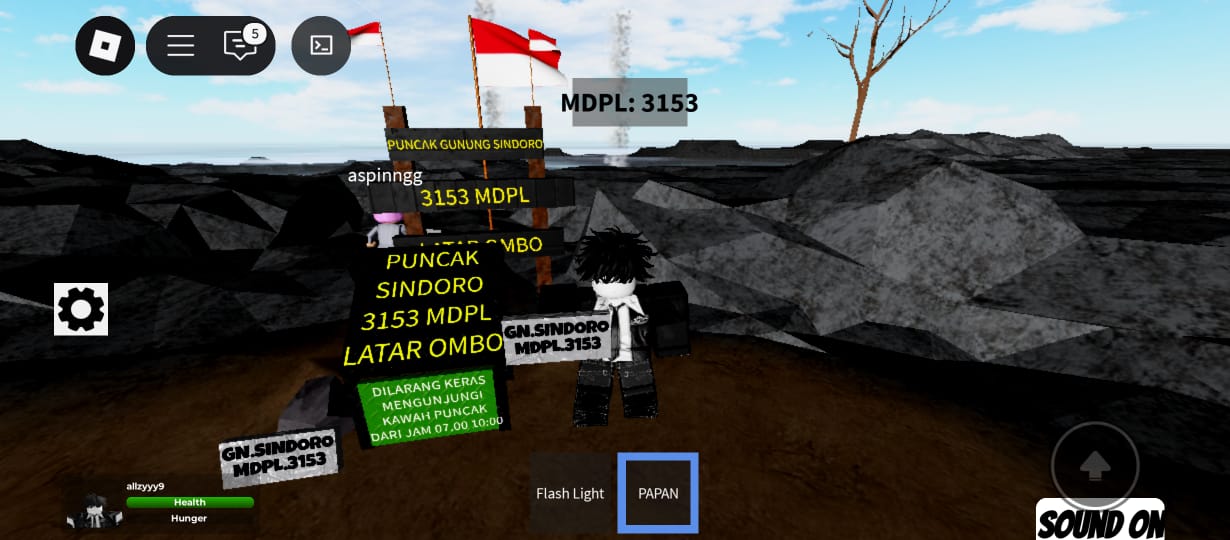 5
MDPL: 3153
PUNCAK GUNUNG SINDORO
aspinngg
3153 MDPL
LATAR OMBO
PUNCAK
SINDORO
3153 MDPL
LATAR OMBO
GN.SINDORO
MDPL.3153
DILARANG KERAS
MENGUNJUNGI
KAWAH PUNCAK
DARI JAM 07,00 10:00
GN.SINDORO
MDPL.3153
allzyyy9
Health
Hunger
Flash Light
PAPAN
SOUND ON